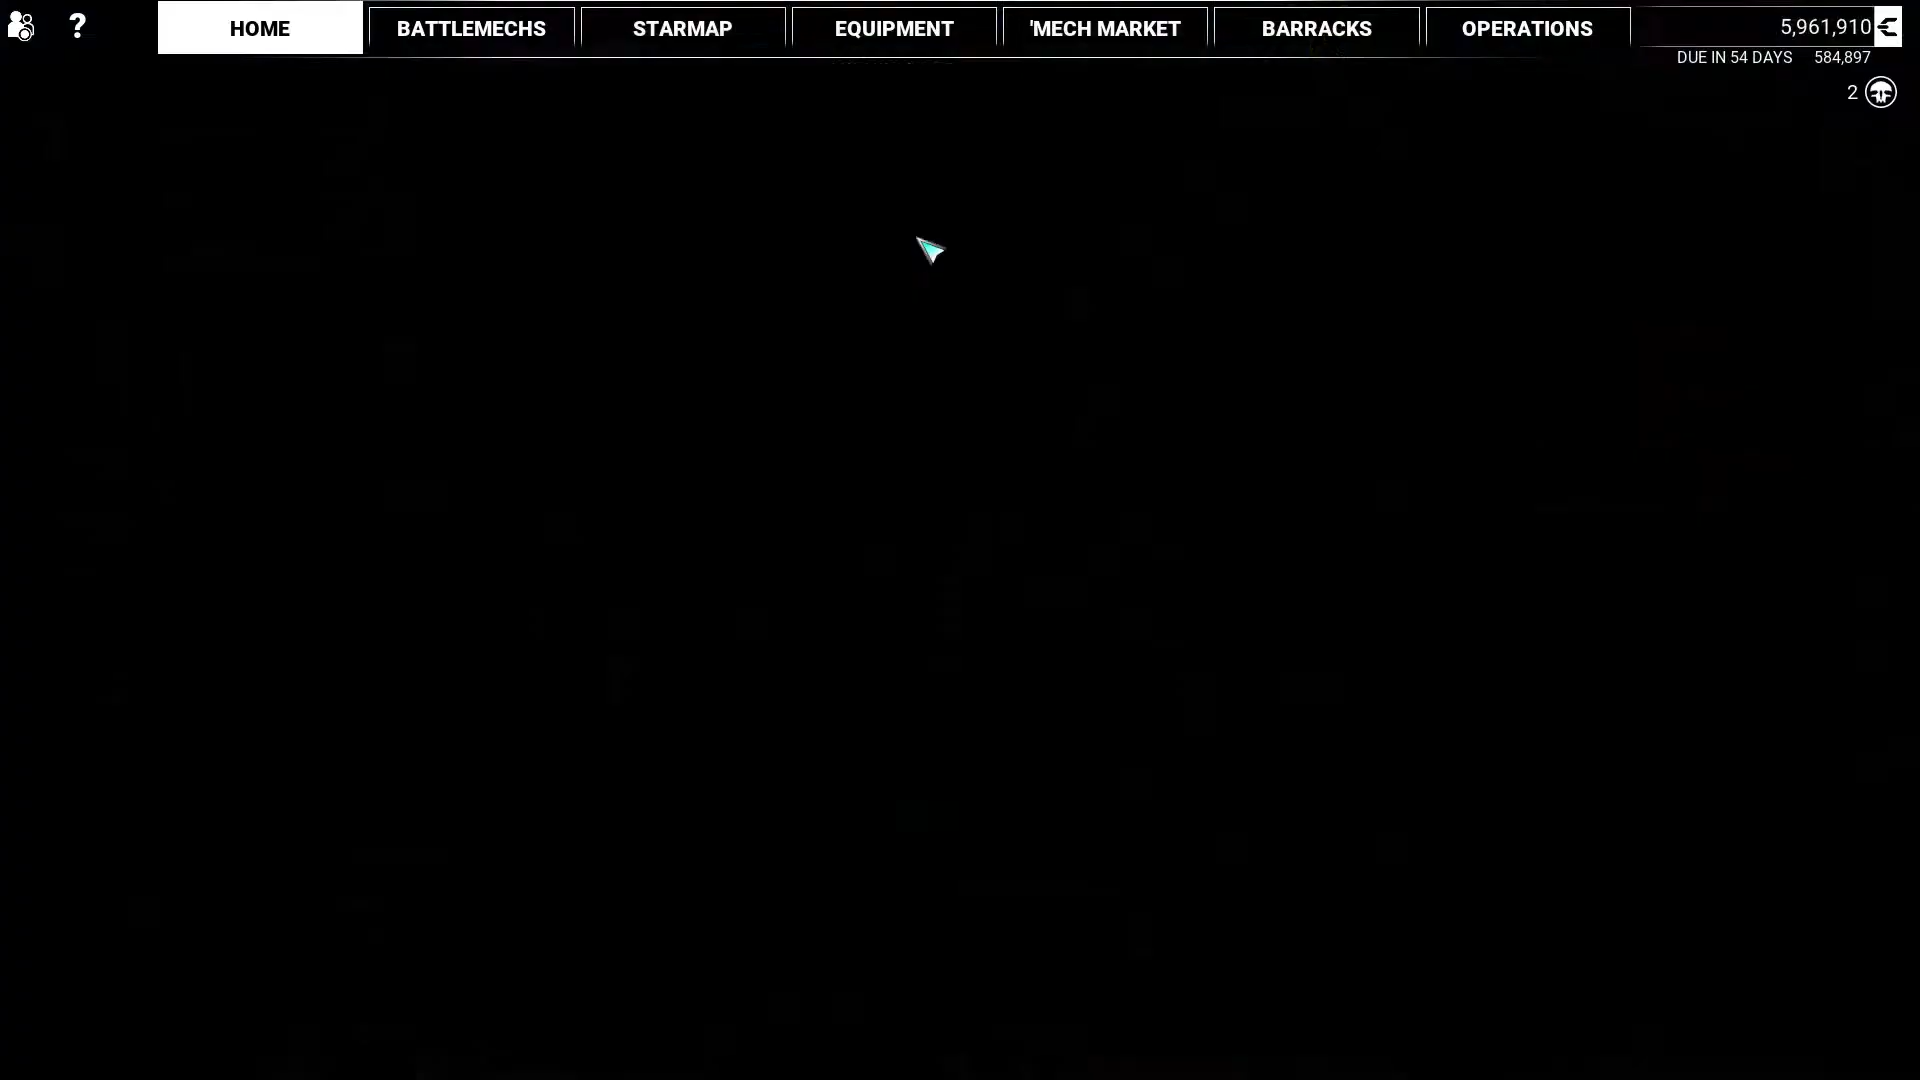 ?
HOME
BATTLEMECHS
STARMAP
EQUIPMENT
'MECH MARKET
BARRACKS
OPERATIONS
5,961,910
DUE IN 54 DAYS 584,897
2